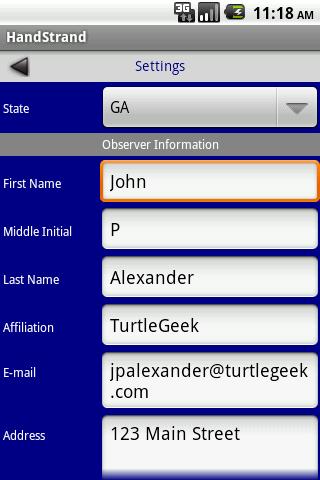 3G
11:18 AM
HandStrand
Settings
State
GA
Observer Information
First Name
John
Middle Initial
P
Last Name
Alexander
Affiliation
TurtleGeek
E-mail
jpalexander@turtlegeek
.com
Address
123 Main Street